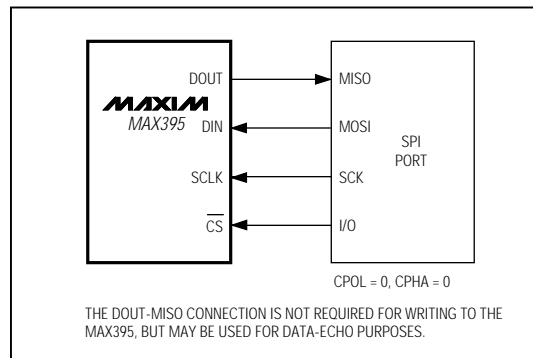 DOUT
MISO
MAXIM
MAX395
DIN
MOSI
SPI
PORT
SCLK
SCK
CS
I/O
CPOL = 0, CPHA = 0
THE DOUT-MISO CONNECTION IS NOT REQUIRED FOR WRITING TO THE
MAX395, BUT MAY BE USED FOR DATA-ECHO PURPOSES.